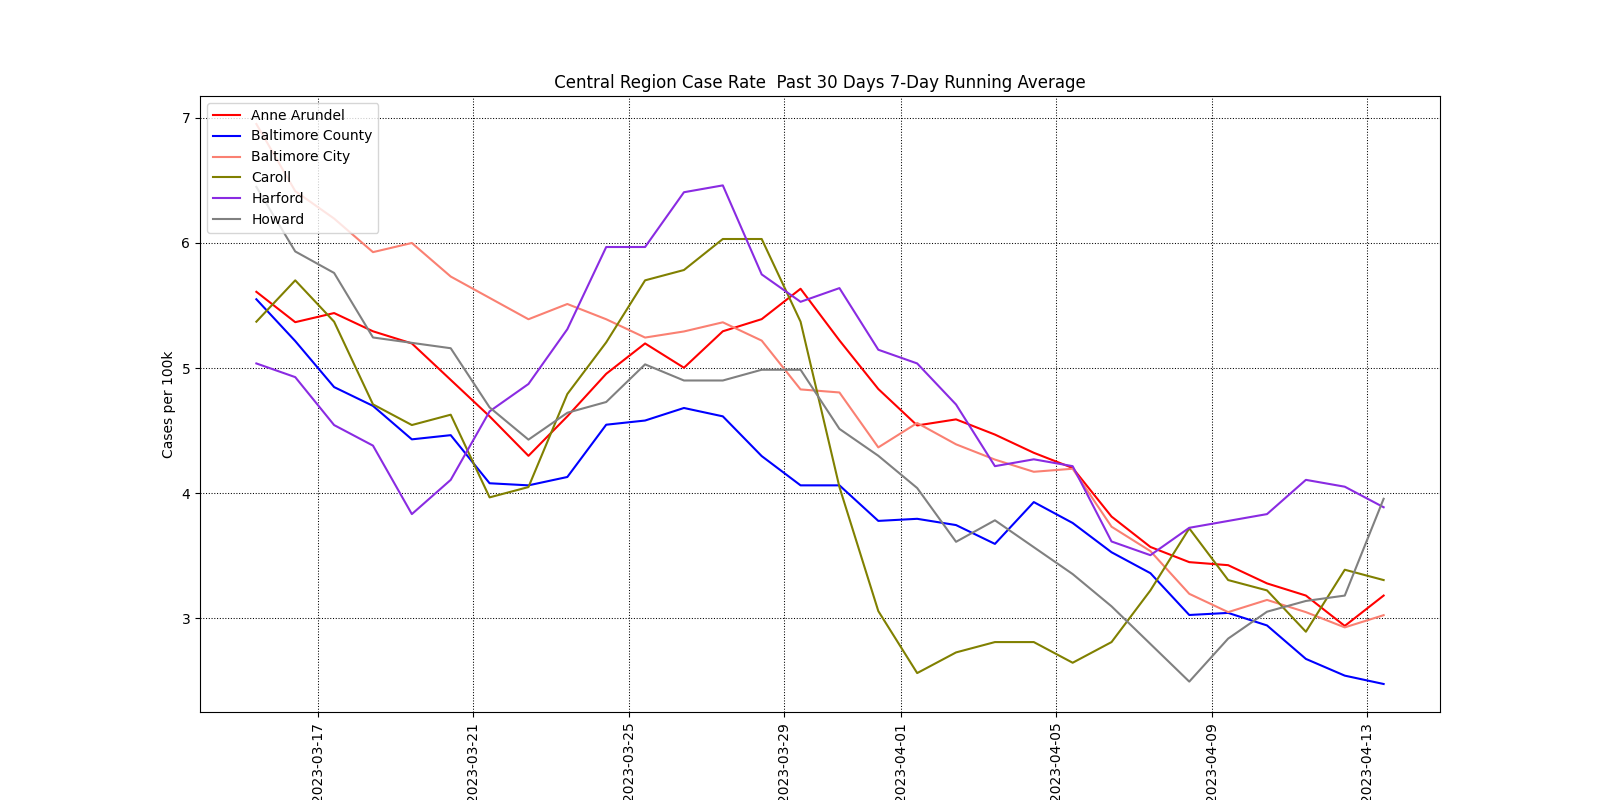 Central Region Case Rate  Past 30 Days 7-Day Running Average
Anne Arundel
Baltimore County
Baltimore City
Caroll
Harford
Howard
Cases per 100k
7
6
5
4
3
2023-03-17
2023-03-21
2023-03-25
2023-03-29
2023-04-01
2023-04-05
2023-04-09
2023-04-13